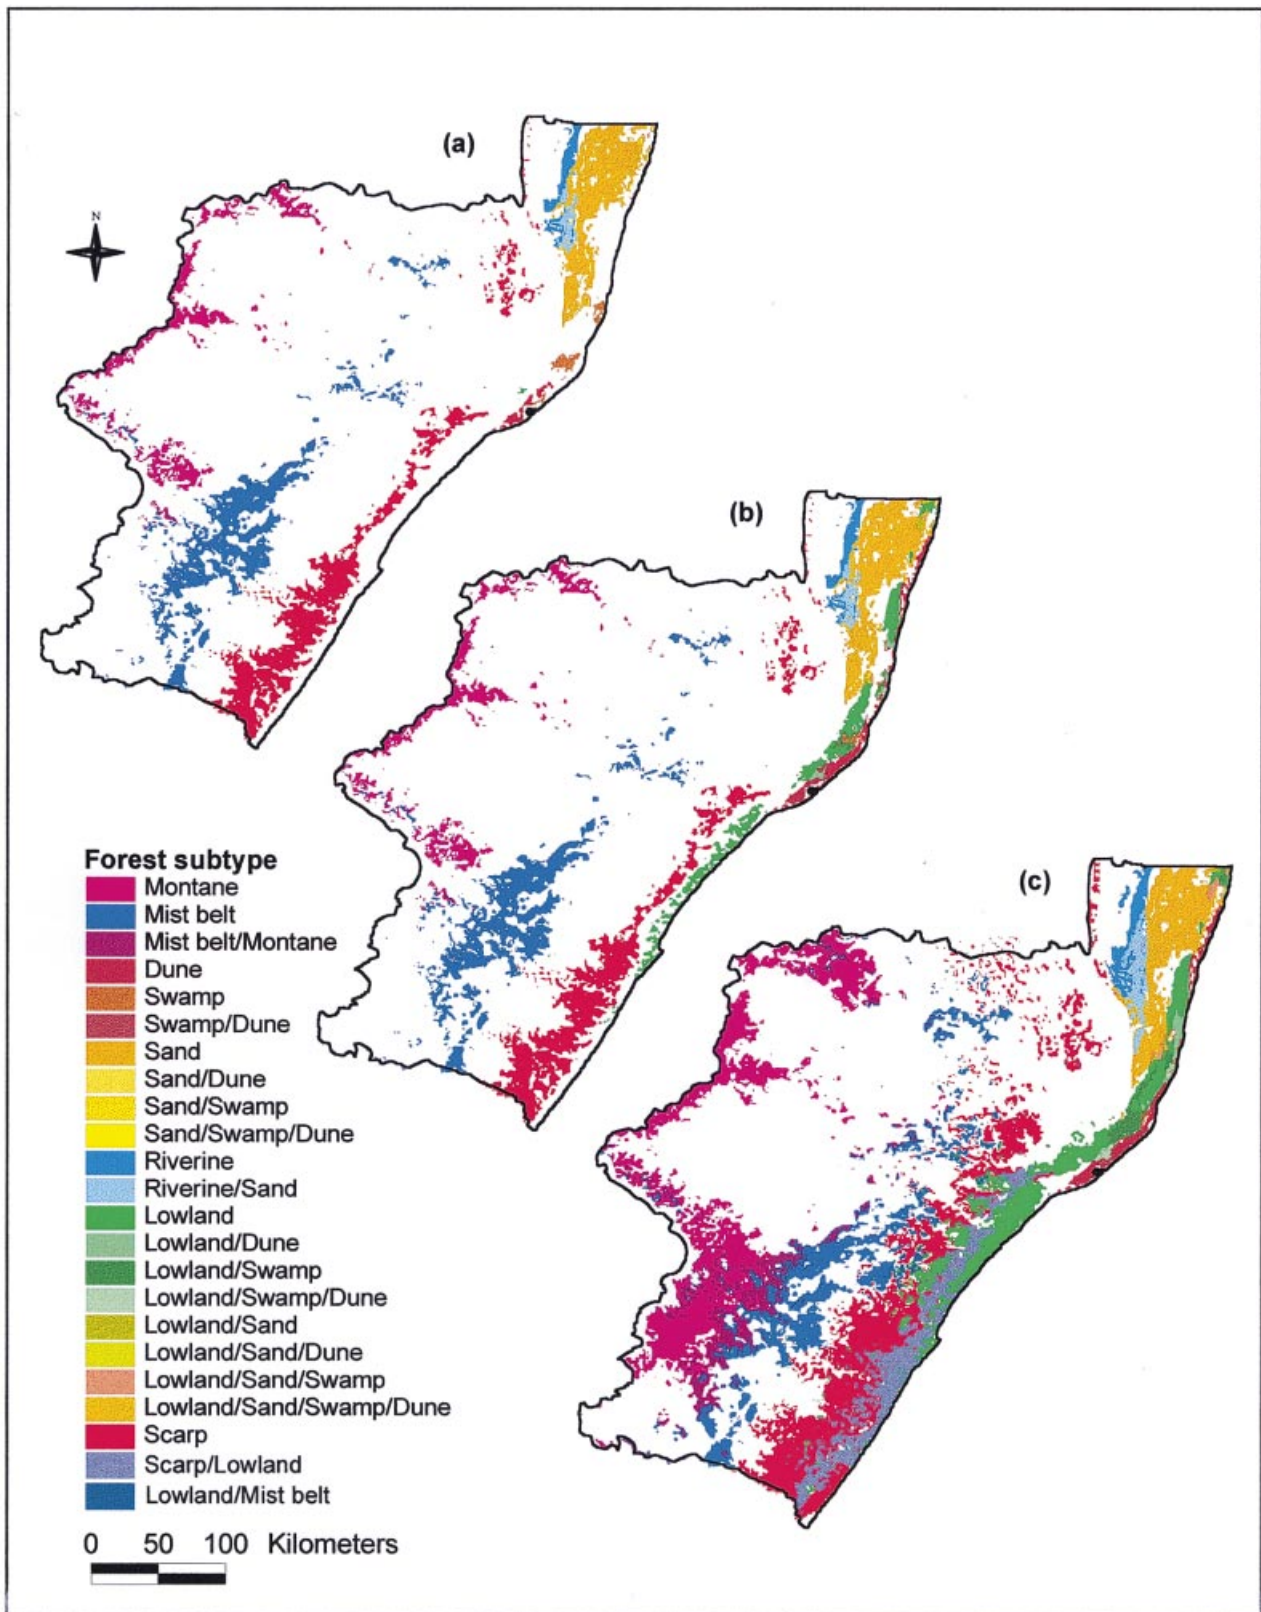 (a)
N
(b)
(c)
Forest subtype
Montane
Mist belt
Mist belt/Montane
Dune
Swamp
Swamp/Dune
Sand
Sand/Dune
Sand/Swamp
Sand/Swamp/Dune
Riverine
Riverine/Sand
Lowland
Lowland/Dune
Lowland/Swamp
Lowland/Swamp/Dune
Lowland/Sand
Lowland/Sand/Dune
Lowland/Sand/Swamp
Lowland/Sand/Swamp/Dune
Scarp
Scarp/Lowland
Lowland/Mist belt
0 50 100 Kilometers